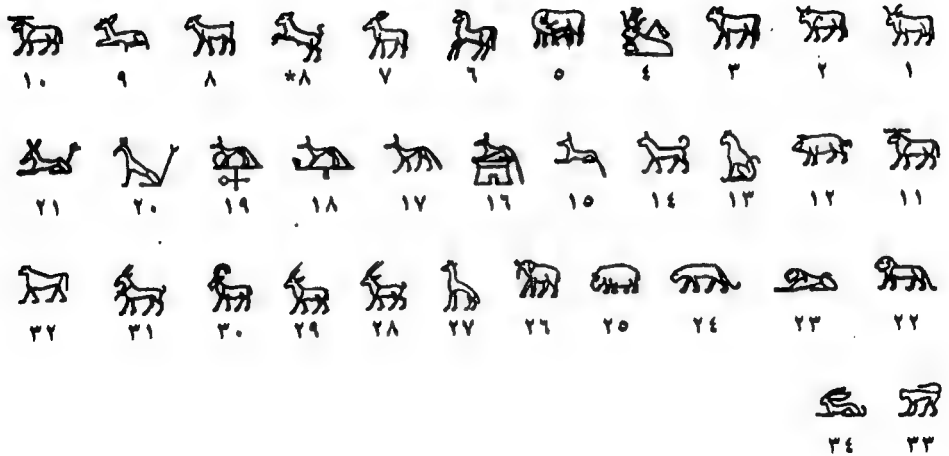 ١ ٢ ٣ ٤ ٥ ٦ ٧ ٨* ٨ ٩ ١٠
١١ ١٢ ١٣ ١٤ ١٥ ١٦ ١٧ ١٨ ١٩ ٢٠ ٢١
٢٢ ٢٣ ٢٤ ٢٥ ٢٦ ٢٧ ٢٨ ٢٩ ٣٠ ٣١ ٣٢
٣٣ ٣٤